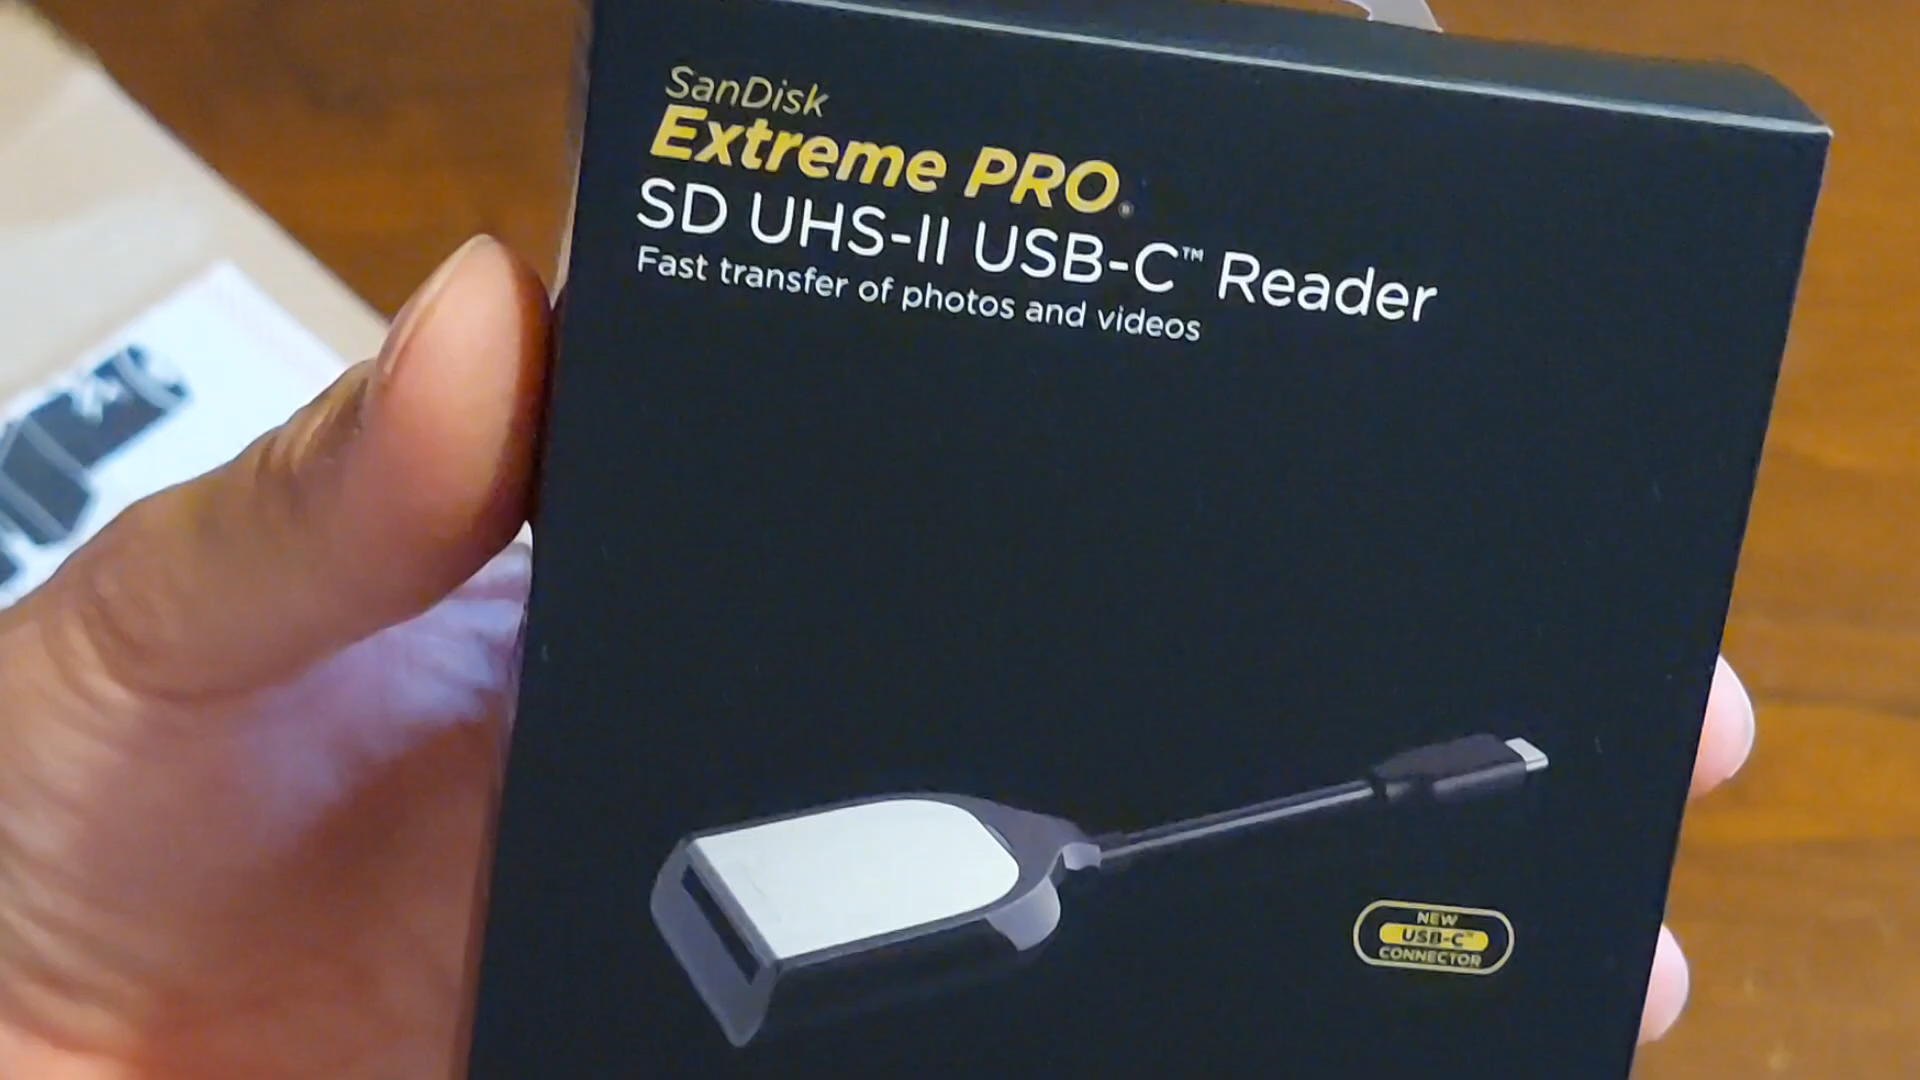 SanDisk
Extreme PRO®
SD UHS-II USB-C™ Reader
Fast transfer of photos and videos
NEW
USB-C™
CONNECTOR